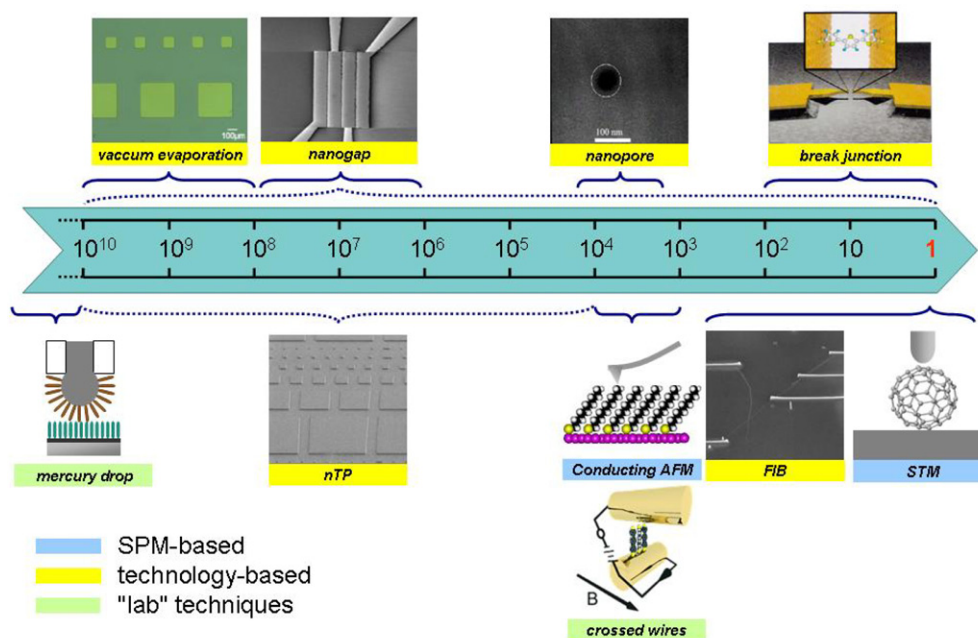 100µm
vaccum evaporation
nanogap
100 nm
nanopore
break junction
10¹⁰ 10⁹ 10⁸ 10⁷ 10⁶ 10⁵ 10⁴ 10³ 10² 10 1
mercury drop
nTP
Conducting AFM
FIB
STM
B
crossed wires
SPM-based
technology-based
"lab" techniques